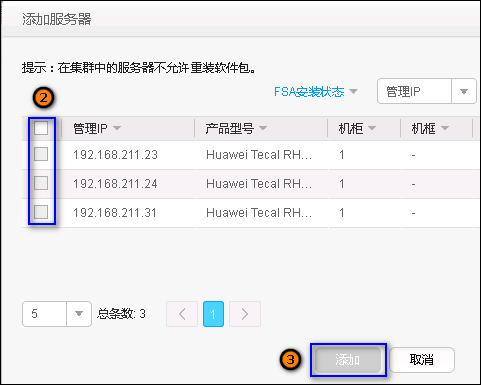 添加服务器
提示：在集群中的服务器不允许重装软件包。
FSA安装状态 管理IP
2
管理IP 产品型号 机柜 机框
192.168.211.23 Huawei Tecal RH... 1 -
192.168.211.24 Huawei Tecal RH... 1 -
192.168.211.31 Huawei Tecal RH... 1 -
5 总条数: 3 < 1 >
3 添加 取消